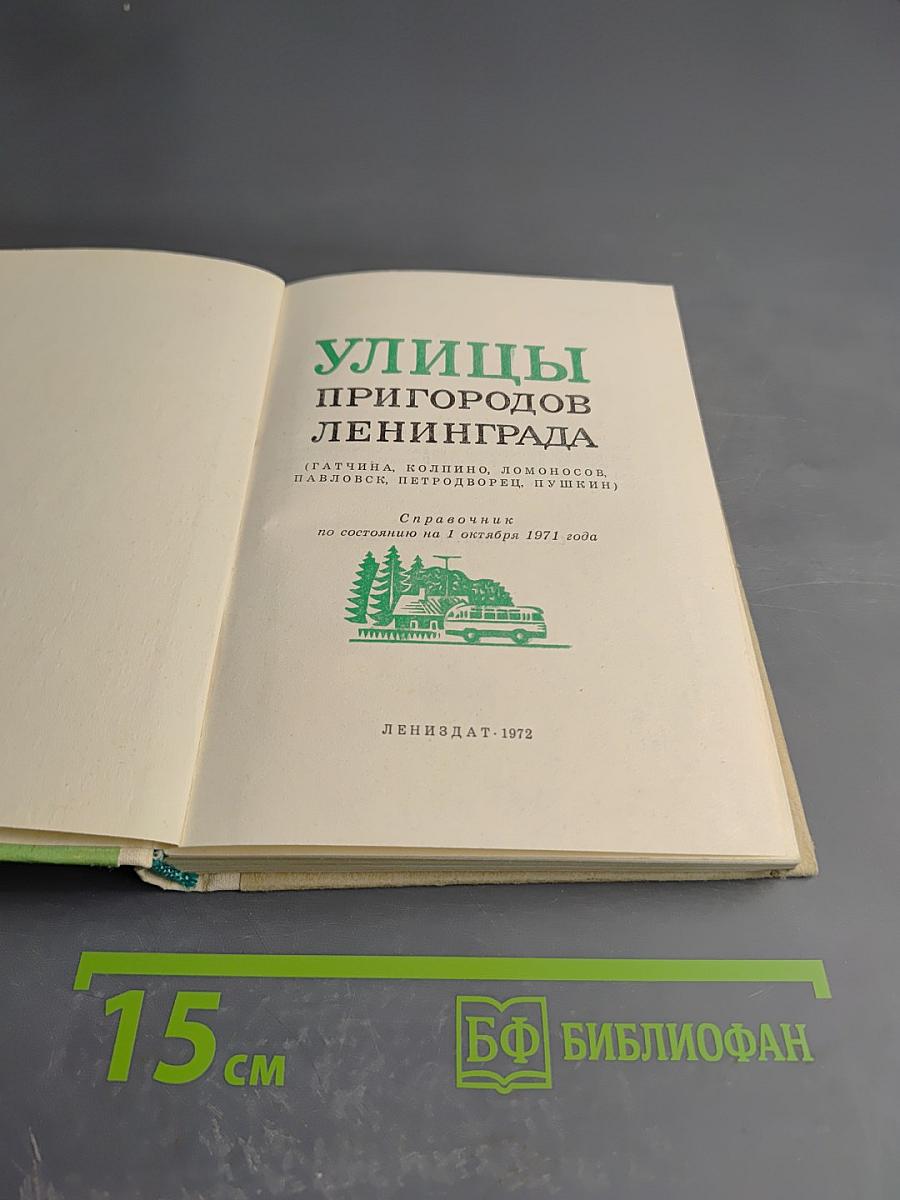 УЛИЦЫ
ПРИГОРОДОВ
ЛЕНИНГРАДА
(ГАТЧИНА, КОЛПИНО, ЛОМОНОСОВ,
ПАВЛОВСК, ПЕТРОДВОРЕЦ, ПУШКИН)
Справочник
по состоянию на 1 октября 1971 года
ЛЕНИЗДАТ · 1972
15 см
БФ БИБЛИОФАН